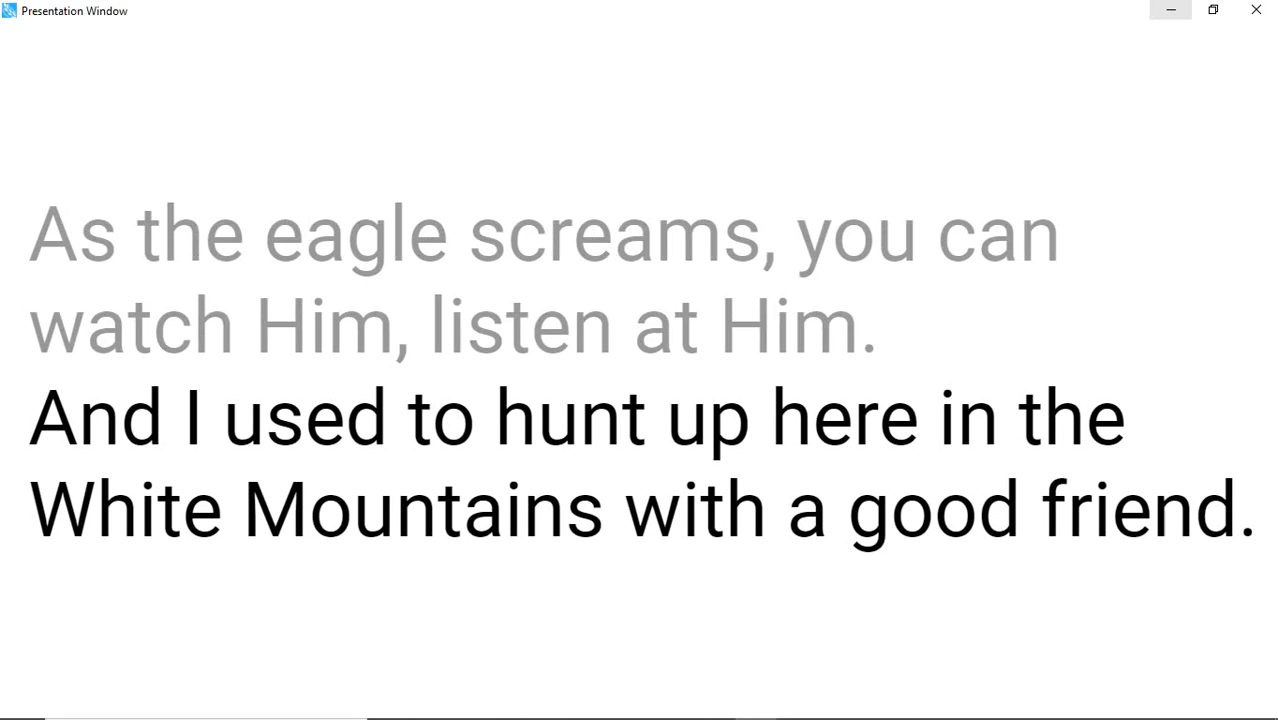 Presentation Window
As the eagle screams, you can
watch Him, listen at Him.
And I used to hunt up here in the
White Mountains with a good friend.